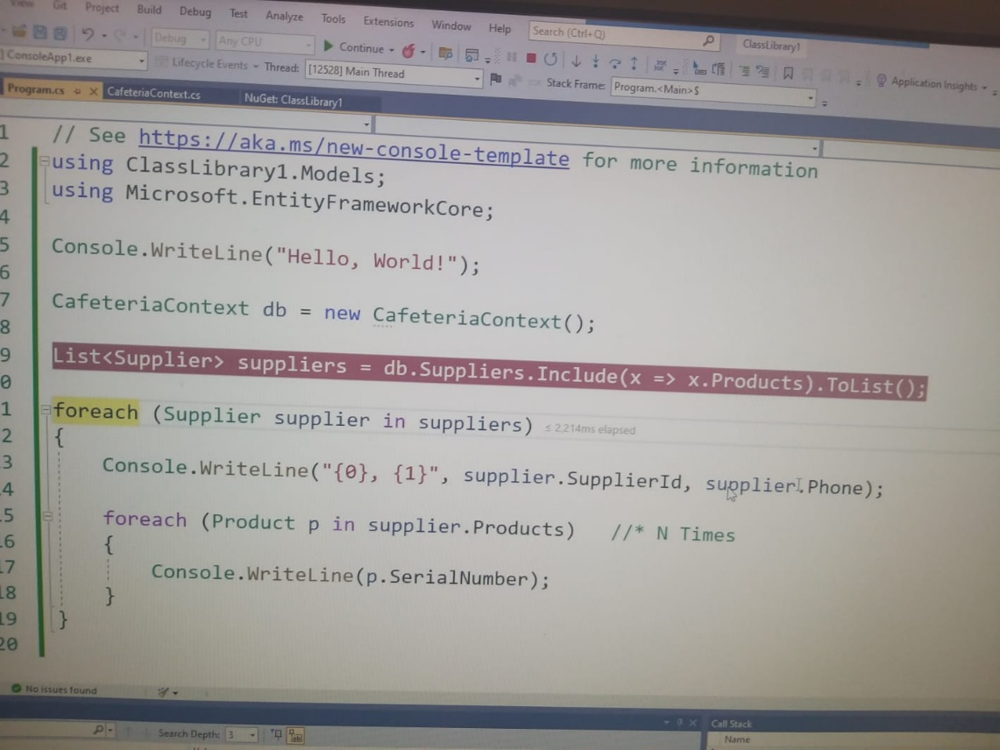 View Git Project Build Debug Test Analyze Tools Extensions Window Help Search (Ctrl+Q) ClassLibrary1
Debug Any CPU Continue
ConsoleApp1.exe Lifecycle Events Thread: [12528] Main Thread Stack Frame: Program.<Main>$ Application Insights
Program.cs CafeteriaContext.cs NuGet: ClassLibrary1
1 // See https://aka.ms/new-console-template for more information
2 using ClassLibrary1.Models;
3 using Microsoft.EntityFrameworkCore;
4
5 Console.WriteLine("Hello, World!");
6
7 CafeteriaContext db = new CafeteriaContext();
8
9 List<Supplier> suppliers = db.Suppliers.Include(x => x.Products).ToList();
0
1 foreach (Supplier supplier in suppliers) ≤ 2,214ms elapsed
2 {
3 Console.WriteLine("{0}, {1}", supplier.SupplierId, supplier.Phone);
14
15 foreach (Product p in supplier.Products) //* N Times
16 {
17 Console.WriteLine(p.SerialNumber);
18 }
19 }
20
No issues found
Search Depth: 3 Call Stack
Name